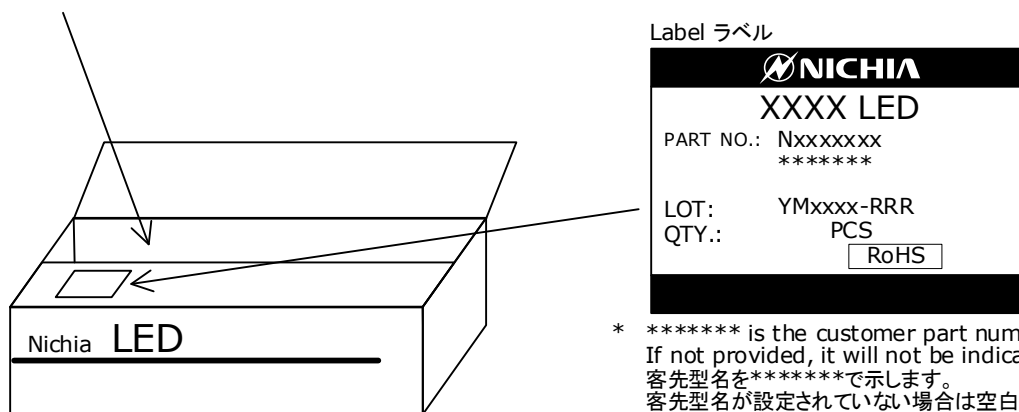 Label ラベル
NICHIA
XXXX LED
PART NO.: Nxxxxxxx
*******
LOT: YMxxxx-RRR
QTY.: PCS
RoHS
Nichia LED
* ******* is the customer part num
If not provided, it will not be indica
客先型名を*******で示します。
客先型名が設定されていない場合は空白